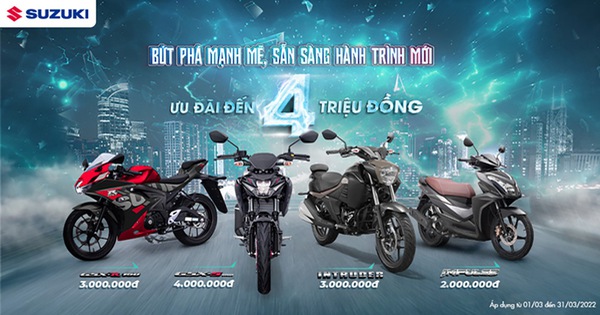 SUZUKI
BỨT PHÁ MẠNH MẼ, SẴN SÀNG HÀNH TRÌNH MỚI
ƯU ĐÃI ĐẾN 4 TRIỆU ĐỒNG
INTRUDER IMPULSE
3.000.000đ 4.000.000đ 3.000.000đ 2.000.000đ
Áp dụng từ 01/03 đến 31/03/2022